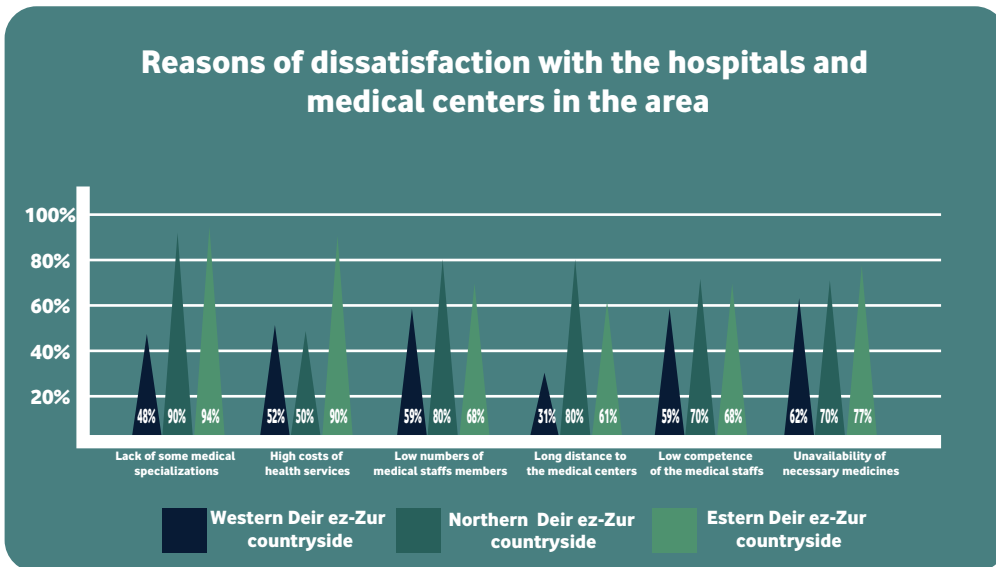 Reasons of dissatisfaction with the hospitals and
medical centers in the area
100%
80%
60%
40%
20%
48% 90% 94% 52% 50% 90% 59% 80% 68% 31% 80% 61% 59% 70% 68% 62% 70% 77%
Lack of some medical
specializations
High costs of
health services
Low numbers of
medical staffs members
Long distance to
the medical centers
Low competence
of the medical staffs
Unavailability of
necessary medicines
Western Deir ez-Zur
countryside
Northern Deir ez-Zur
countryside
Estern Deir ez-Zur
countryside